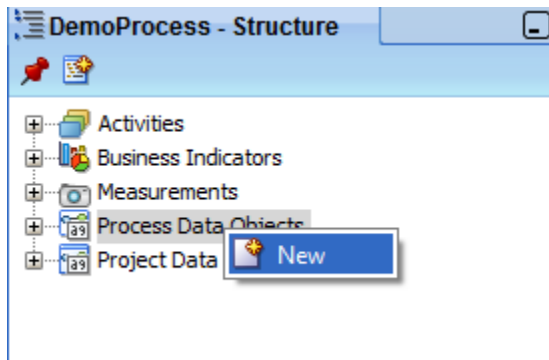 DemoProcess - Structure
Activities
Business Indicators
Measurements
Process Data Objects
New
Project Data